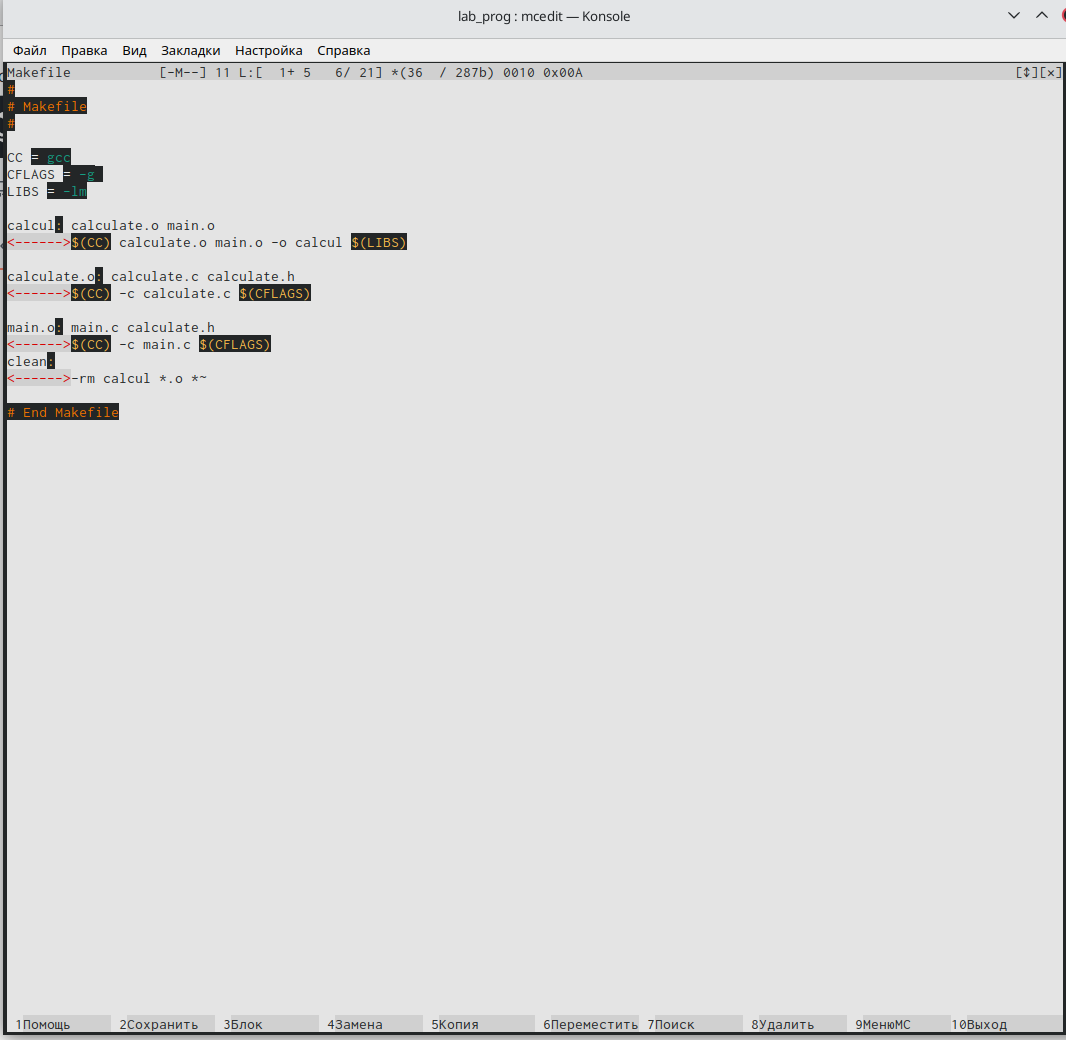 lab_prog : mcedit — Konsole
Файл Правка Вид Закладки Настройка Справка
Makefile [-M--] 11 L:[ 1+ 5 6/ 21] *(36 / 287b) 0010 0x00A [↕][×]
#
# Makefile
#
CC = gcc
CFLAGS = -g
LIBS = -lm
calcul: calculate.o main.o
<------>$(CC) calculate.o main.o -o calcul $(LIBS)
calculate.o: calculate.c calculate.h
<------>$(CC) -c calculate.c $(CFLAGS)
main.o: main.c calculate.h
<------>$(CC) -c main.c $(CFLAGS)
clean:
<------>-rm calcul *.o *~
# End Makefile
1Помощь 2Сохранить 3Блок 4Замена 5Копия 6Переместить 7Поиск 8Удалить 9МенюMC 10Выход